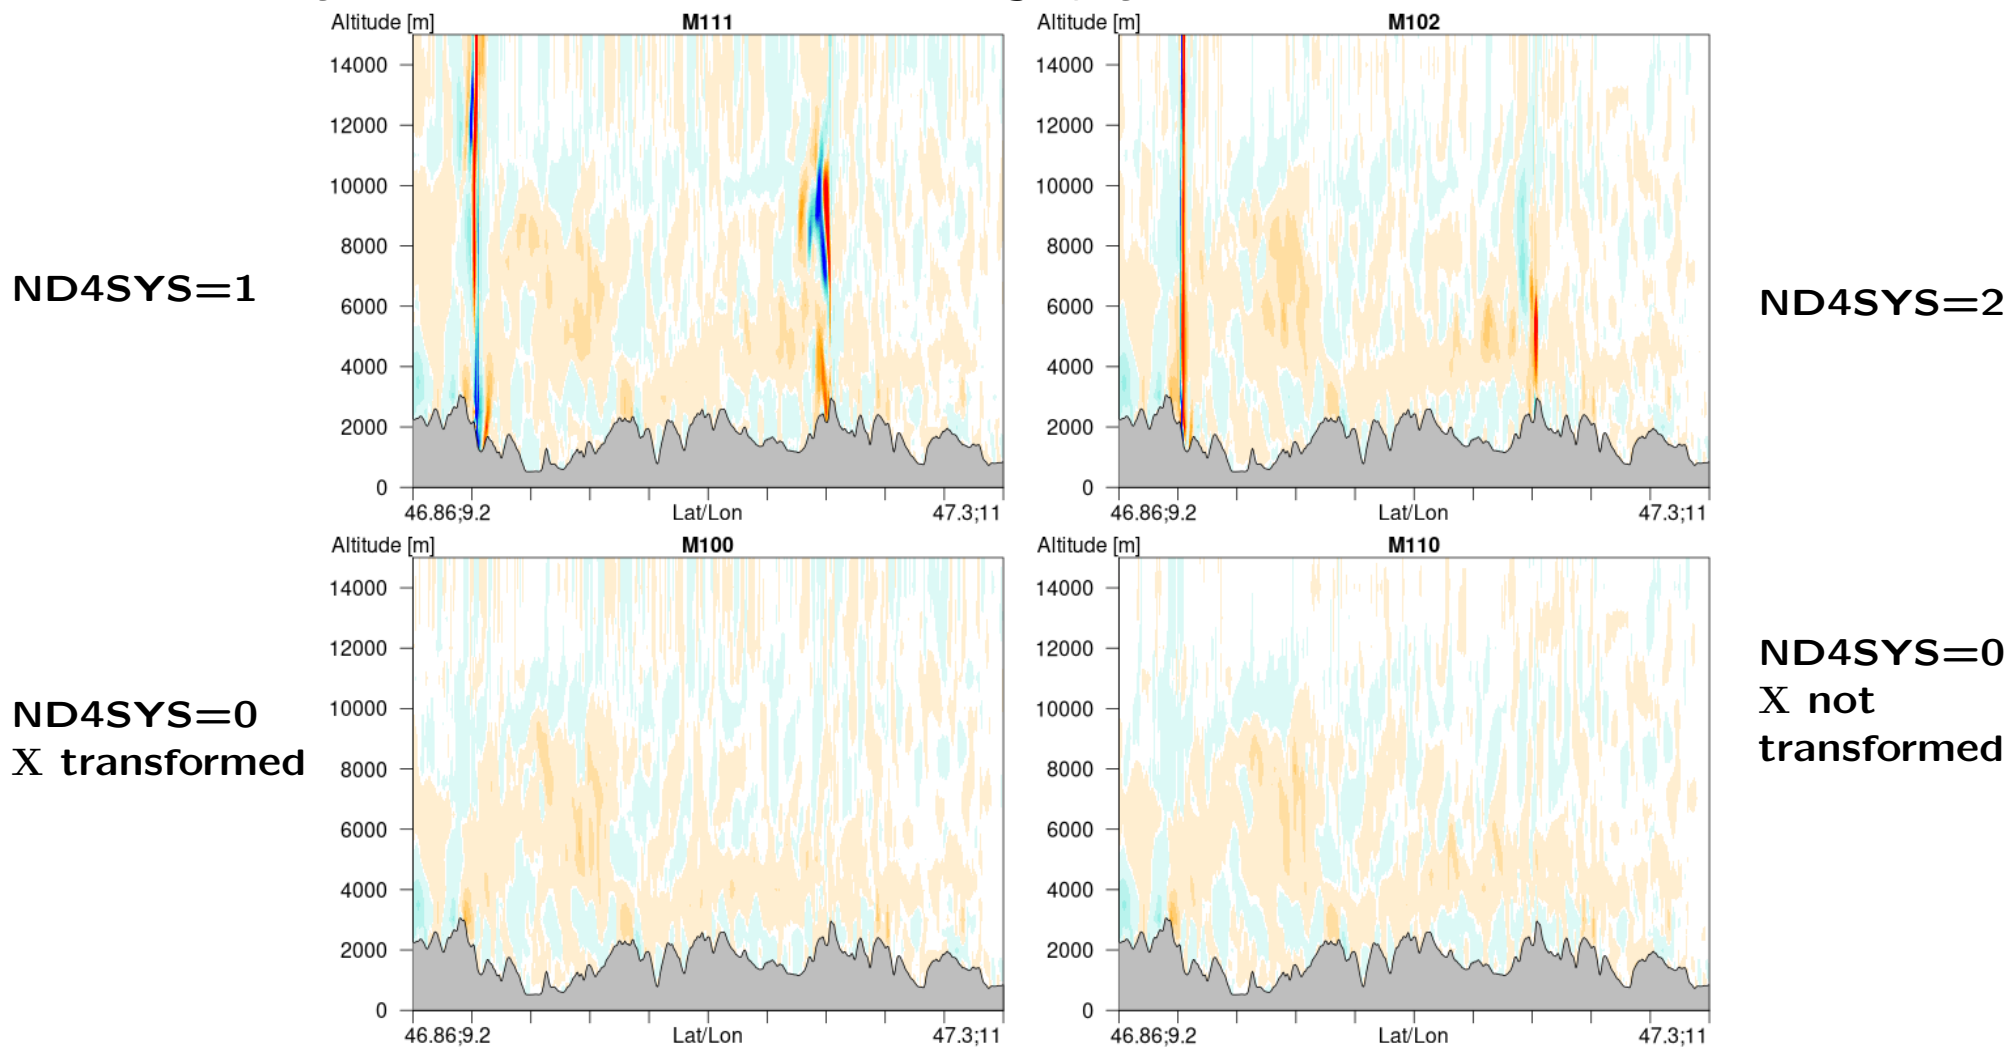 Altitude [m] M111
14000
12000
10000
8000
6000
4000
2000
0
46.86;9.2 Lat/Lon 47.3;11
ND4SYS=1
Altitude [m] M102
14000
12000
10000
8000
6000
4000
2000
0
46.86;9.2 Lat/Lon 47.3;11
ND4SYS=2
Altitude [m] M100
14000
12000
10000
8000
6000
4000
2000
0
46.86;9.2 Lat/Lon 47.3;11
ND4SYS=0
X transformed
Altitude [m] M110
14000
12000
10000
8000
6000
4000
2000
0
46.86;9.2 Lat/Lon 47.3;11
ND4SYS=0
X not
transformed